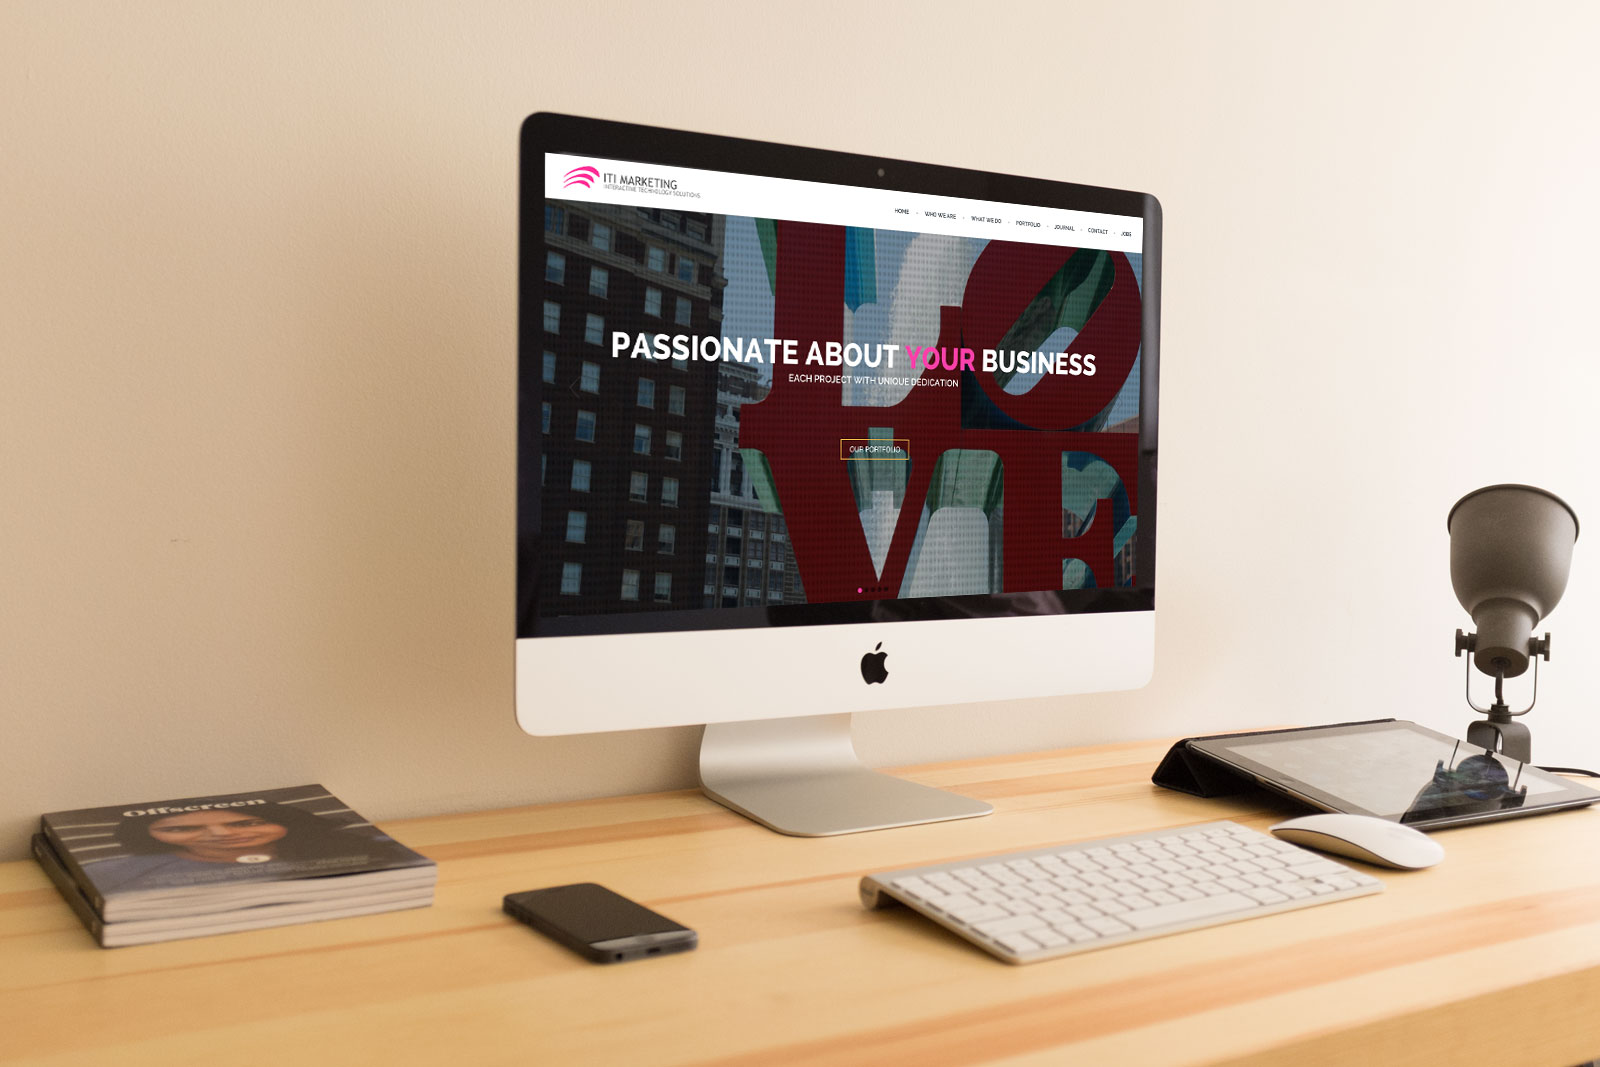 ITI MARKETING
INTERACTIVE TECHNOLOGY SOLUTIONS
HOME - WHO WE ARE - WHAT WE DO - PORTFOLIO - JOURNAL - CONTACT - JOBS
LOVE
PASSIONATE ABOUT YOUR BUSINESS
EACH PROJECT WITH UNIQUE DEDICATION
OUR PORTFOLIO
Offscreen